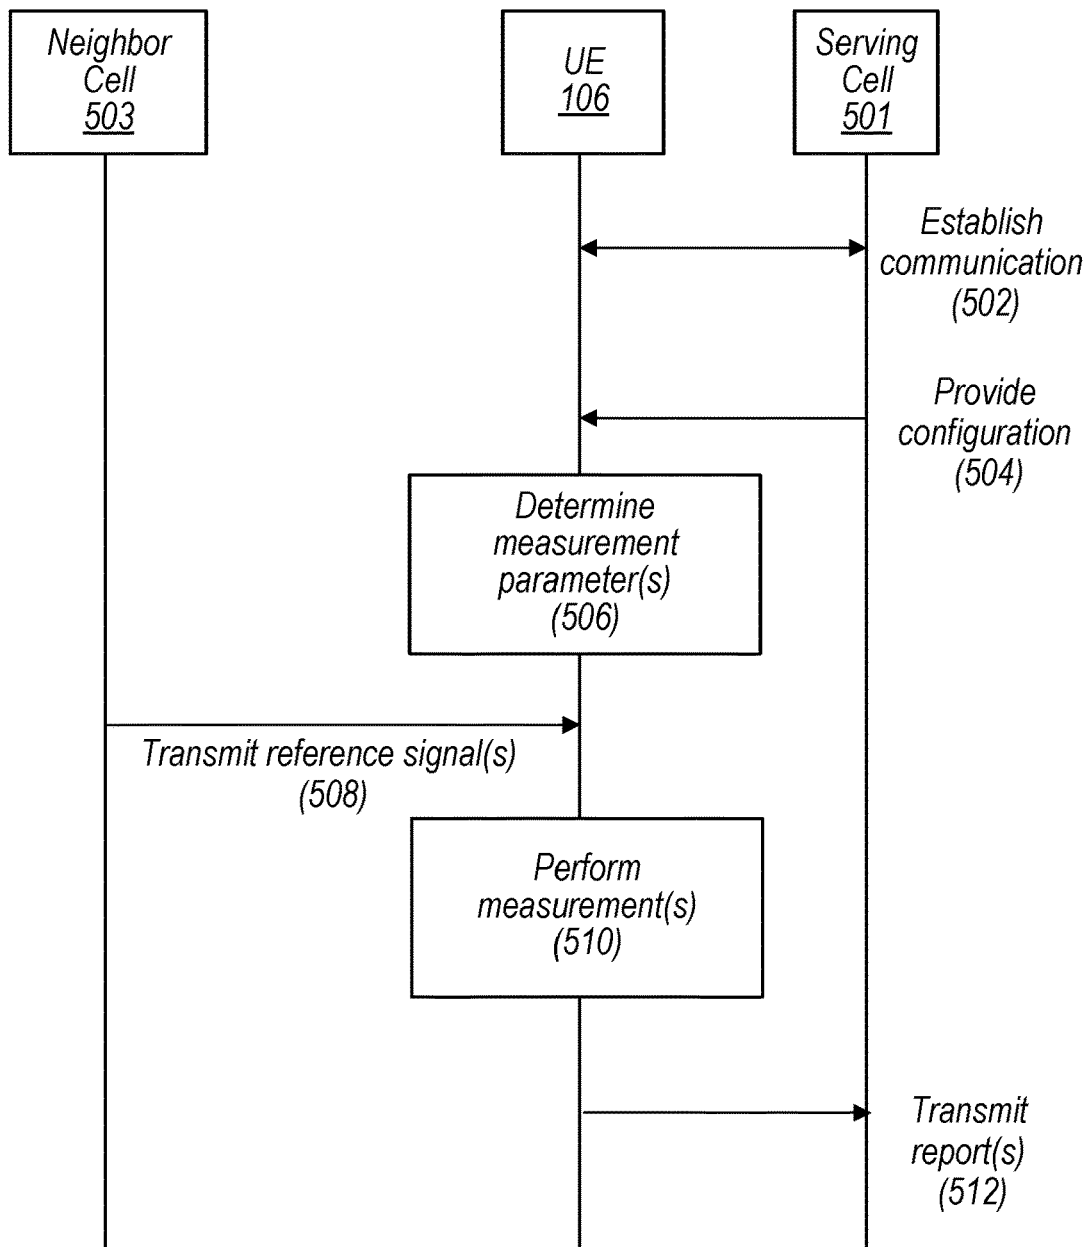 Neighbor
Cell
503
UE
106
Serving
Cell
501
Establish
communication
(502)
Provide
configuration
(504)
Determine
measurement
parameter(s)
(506)
Transmit reference signal(s)
(508)
Perform
measurement(s)
(510)
Transmit
report(s)
(512)